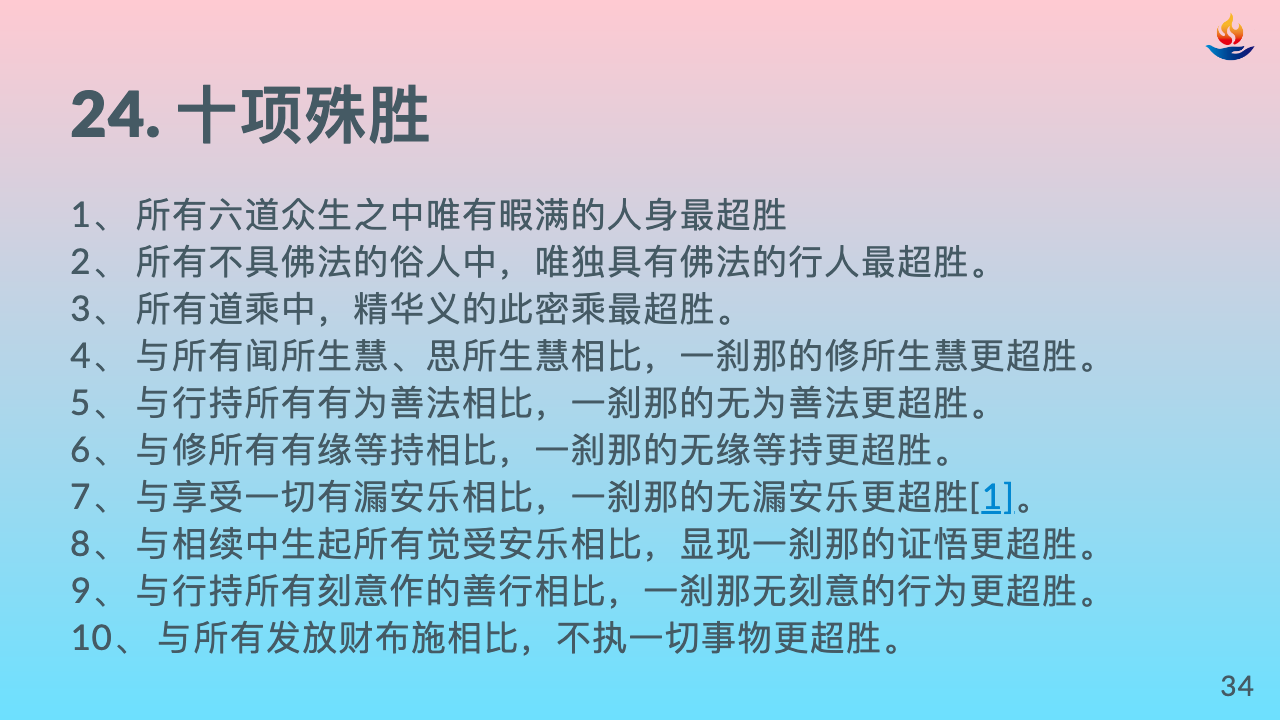 24. 十项殊胜
1、 所有六道众生之中唯有暇满的人身最超胜
2、 所有不具佛法的俗人中，唯独具有佛法的行人最超胜。
3、 所有道乘中，精华义的此密乘最超胜。
4、 与所有闻所生慧、思所生慧相比，一刹那的修所生慧更超胜。
5、 与行持所有有为善法相比，一刹那的无为善法更超胜。
6、 与修所有有缘等持相比，一刹那的无缘等持更超胜。
7、 与享受一切有漏安乐相比，一刹那的无漏安乐更超胜[1]。
8、 与相续中生起所有觉受安乐相比，显现一刹那的证悟更超胜。
9、 与行持所有刻意作的善行相比，一刹那无刻意的行为更超胜。
10、 与所有发放财布施相比，不执一切事物更超胜。
34